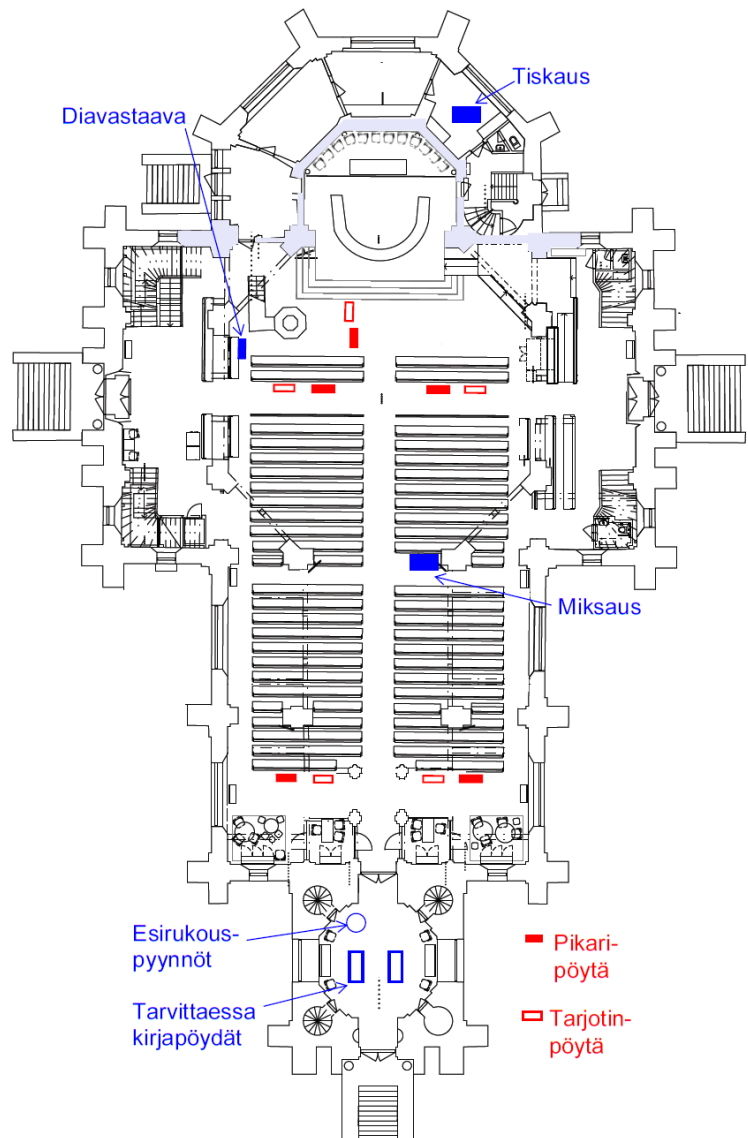 Tiskaus
Diavastaava
Miksaus
Esirukous-
pyynnöt
Tarvittaessa
kirjapöydät
Pikari-
pöytä
Tarjotin-
pöytä